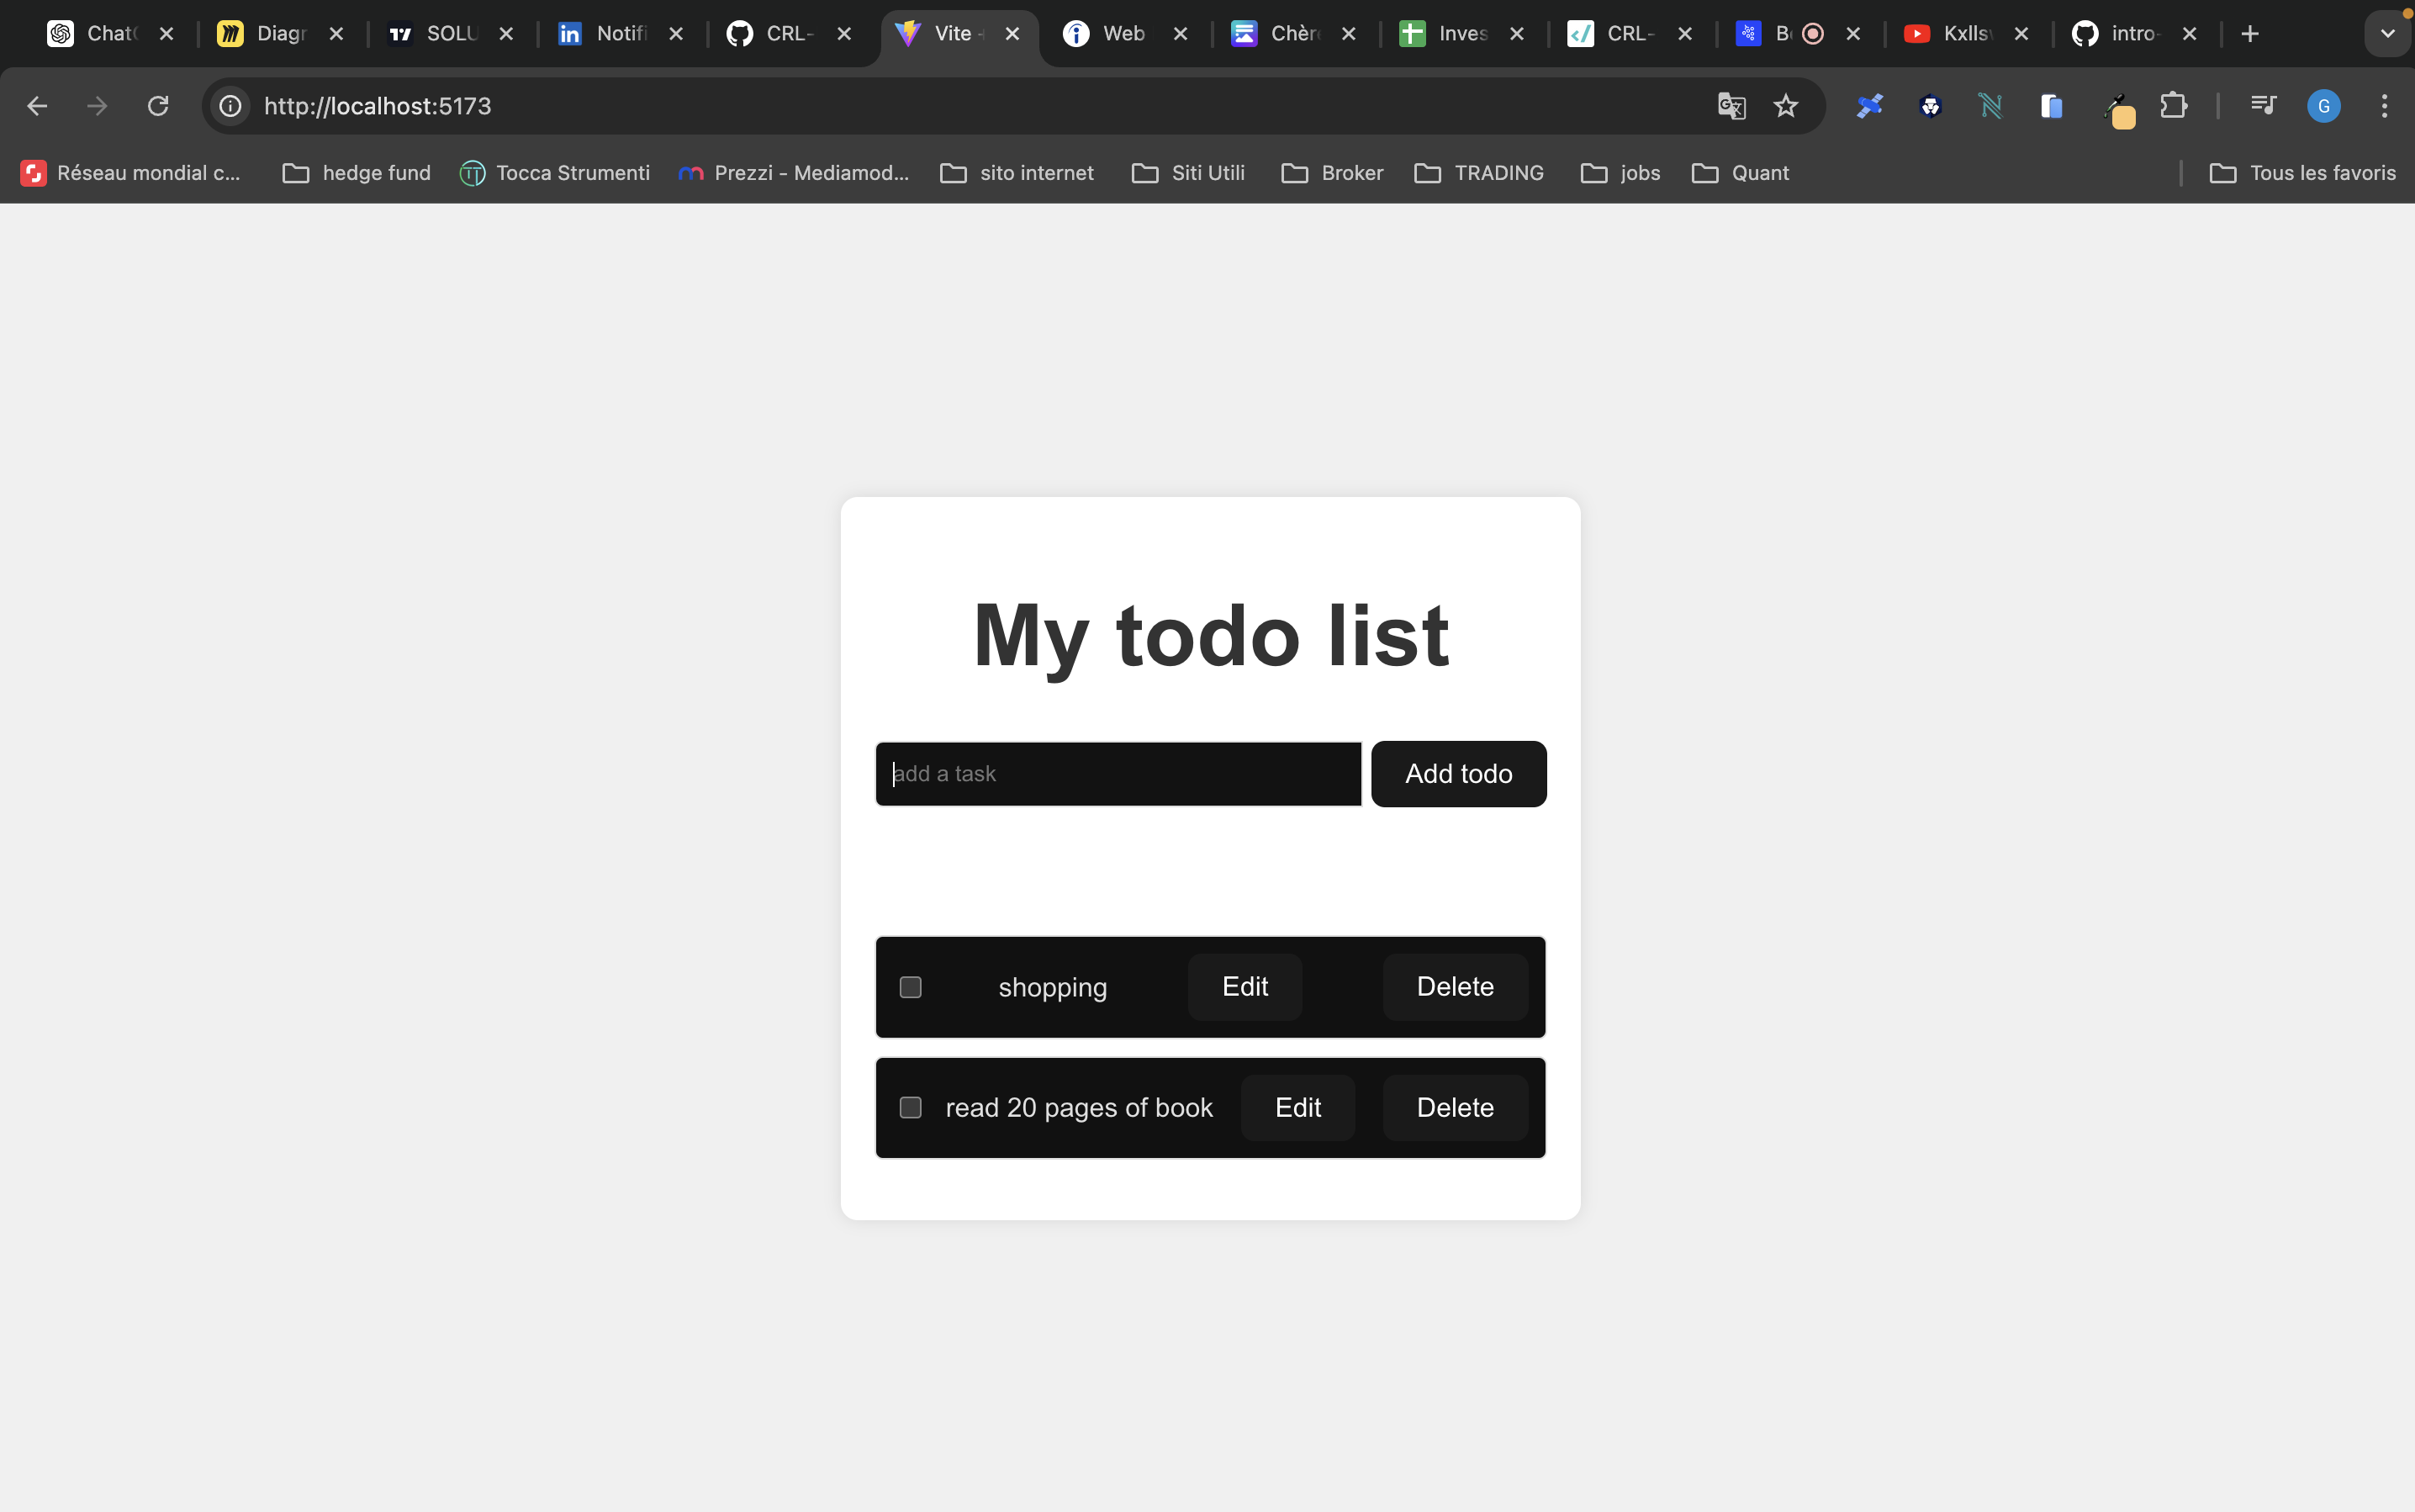 Chat Diagr SOLU Notifi CRL- Vite - Web Chère Inves CRL- B Kxlls intro-
http://localhost:5173 G
Réseau mondial c... hedge fund Tocca Strumenti Prezzi - Mediamod... sito internet Siti Utili Broker TRADING jobs Quant Tous les favoris
My todo list
add a task Add todo
shopping Edit Delete
read 20 pages of book Edit Delete